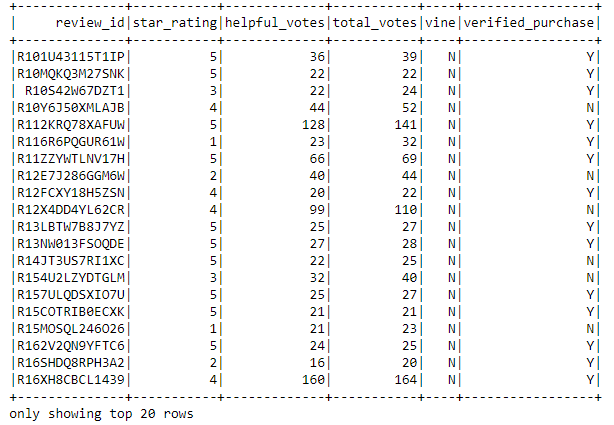 +--------------+-----------+-------------+-----------+----+-----------------+
|     review_id|star_rating|helpful_votes|total_votes|vine|verified_purchase|
+--------------+-----------+-------------+-----------+----+-----------------+
|R101U43115T1IP|          5|           36|         39|   N|                Y|
|R10MQKQ3M27SNK|          5|           22|         22|   N|                Y|
| R10S42W67DZT1|          3|           22|         24|   N|                Y|
|R10Y6J50XMLAJB|          4|           44|         52|   N|                N|
|R112KRQ78XAFUW|          5|          128|        141|   N|                Y|
|R116R6PQGUR61W|          1|           23|         32|   N|                Y|
|R11ZZYWTLNV17H|          5|           66|         69|   N|                Y|
|R12E7J286GGM6W|          2|           40|         44|   N|                N|
|R12FCXY18H5ZSN|          4|           20|         22|   N|                Y|
|R12X4DD4YL62CR|          4|           99|        110|   N|                N|
|R13LBTW7B8J7YZ|          5|           25|         27|   N|                Y|
|R13NW013FSOQDE|          5|           27|         28|   N|                Y|
|R14JT3US7RI1XC|          5|           22|         25|   N|                N|
|R154U2LZYDTGLM|          3|           32|         40|   N|                N|
|R157ULQDSXIO7U|          5|           25|         27|   N|                Y|
|R15COTRIB0ECXK|          5|           21|         21|   N|                Y|
|R15MOSQL246O26|          1|           21|         23|   N|                N|
|R162V2QN9YFTC6|          5|           24|         25|   N|                Y|
|R16SHDQ8RPH3A2|          2|           16|         20|   N|                Y|
|R16XH8CBCL1439|          4|          160|        164|   N|                Y|
+--------------+-----------+-------------+-----------+----+-----------------+
only showing top 20 rows